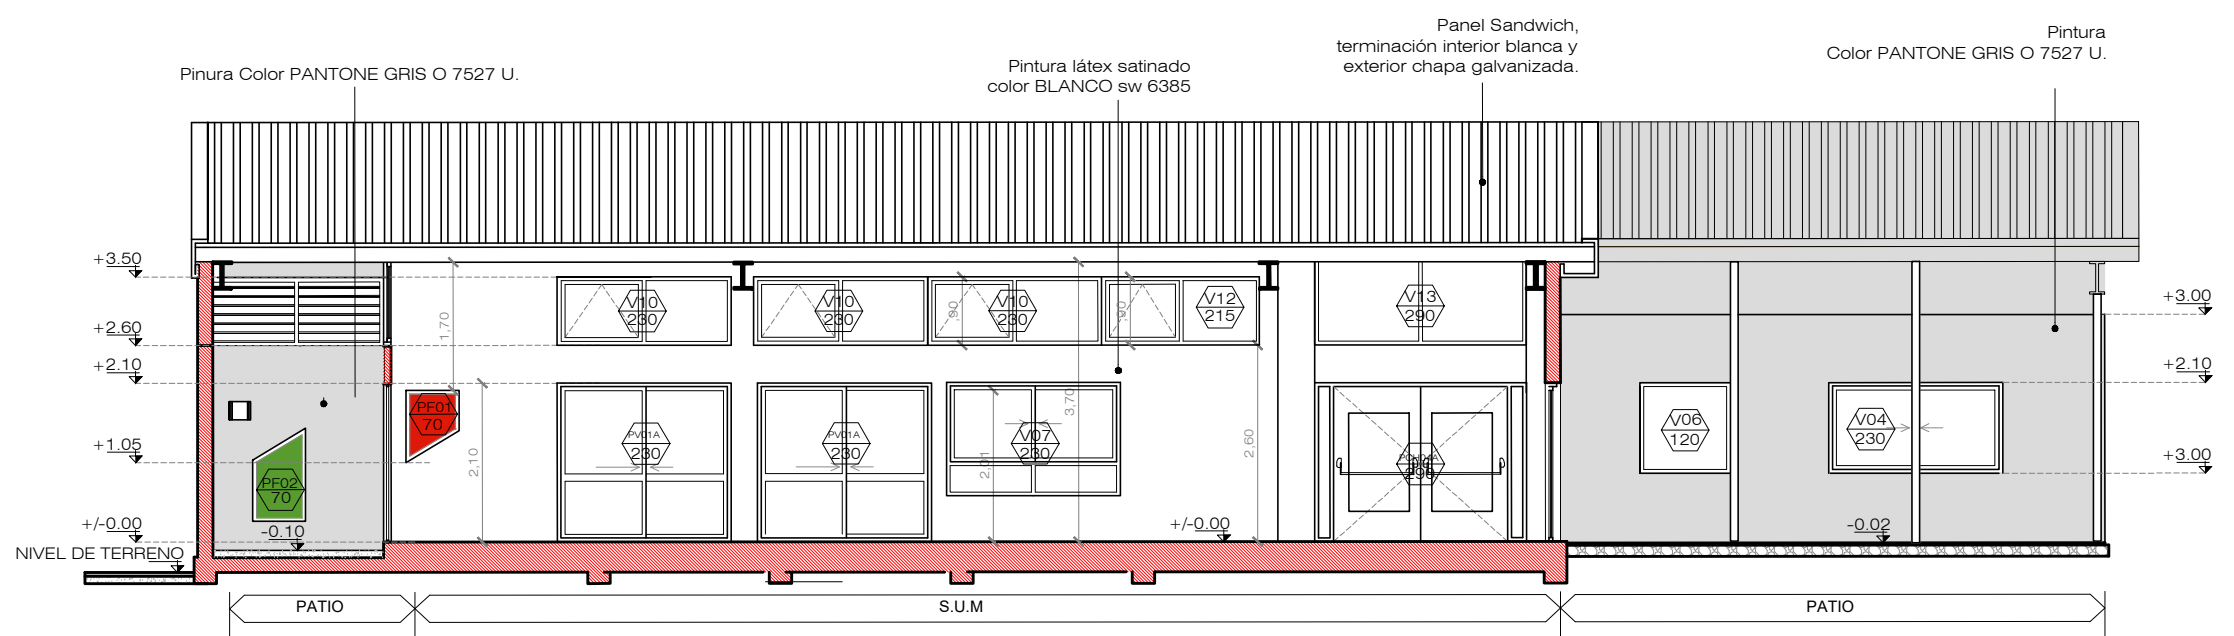 Panel Sandwich,
terminación interior blanca y
exterior chapa galvanizada.
Pintura
Color PANTONE GRIS O 7527 U.
Pintura látex satinado
color BLANCO sw 6385
Pinura Color PANTONE GRIS O 7527 U.
+3.50
+2.60
+2.10
+1.05
+/-0.00
NIVEL DE TERRENO
-0.10
PF02
70
PF01
70
1,70
2,10
V10
230
V10
230
V10
230
,90
,90
V12
215
V13
290
PV01A
230
PV01A
230
V07
230
2,01
3,70
2,60
+/-0.00
290
V06
120
V04
230
-0.02
+3.00
+2.10
+3.00
PATIO
S.U.M
PATIO